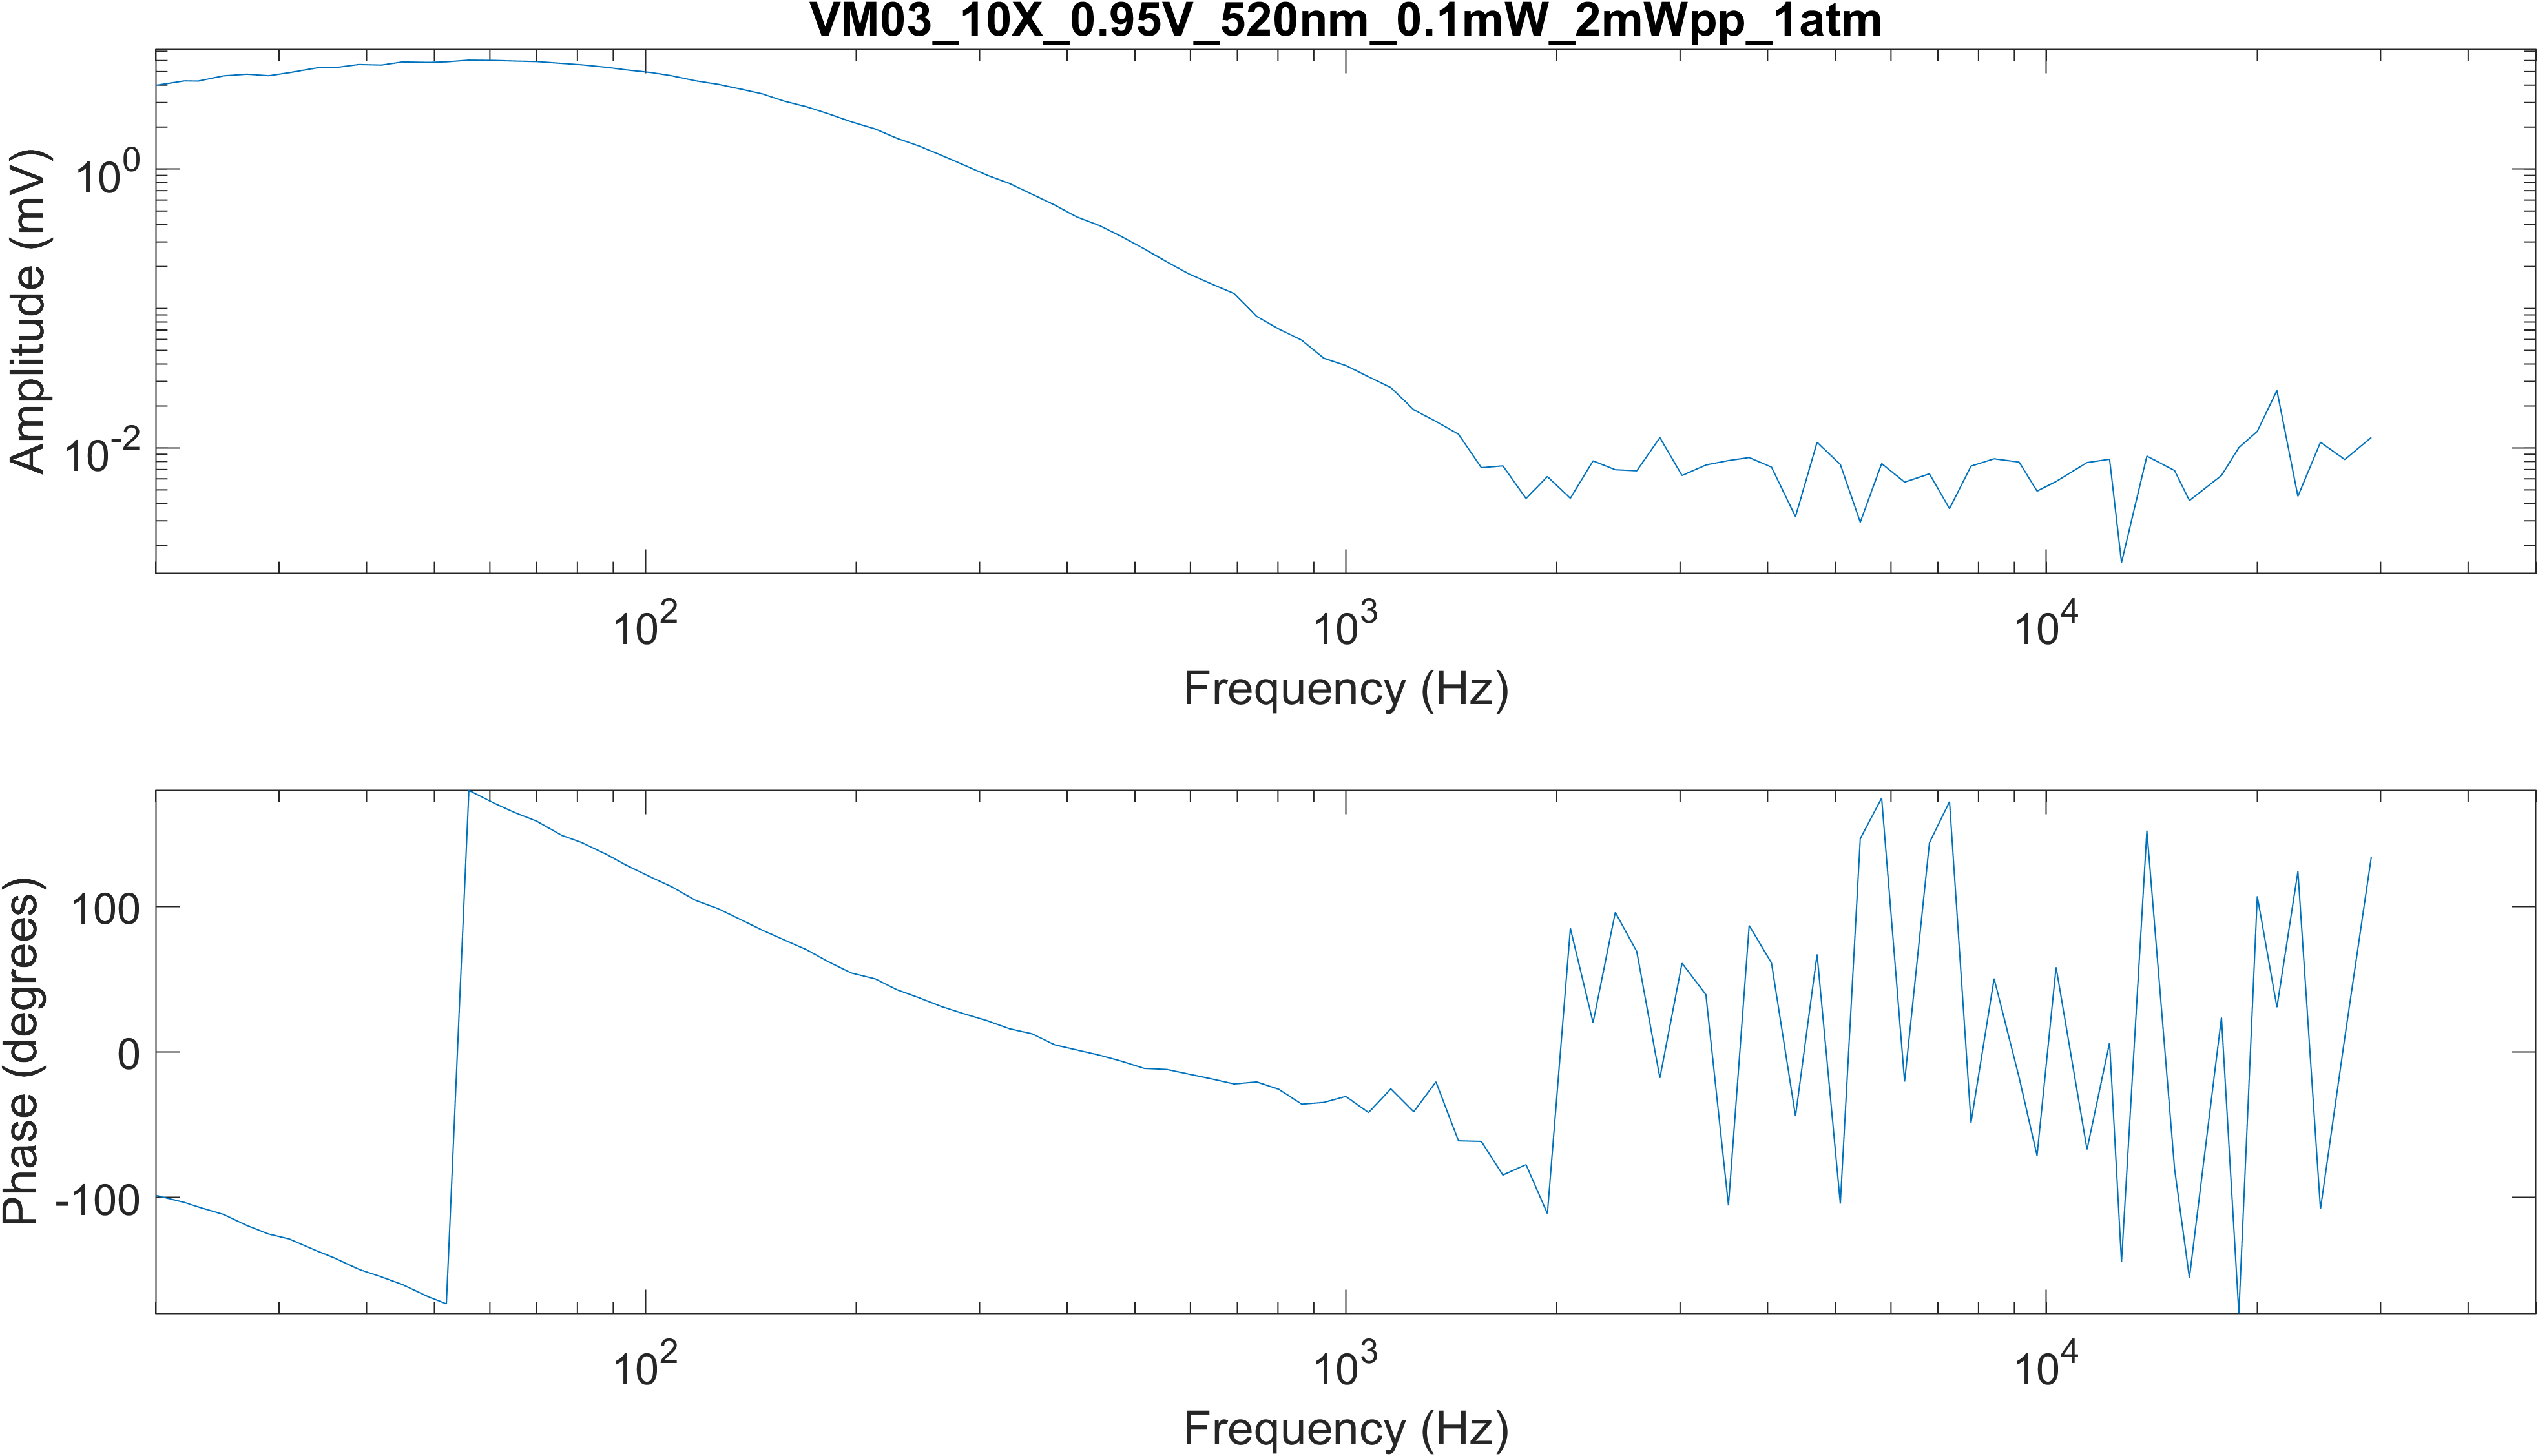 VM03_10X_0.95V_520nm_0.1mW_2mWpp_1atm
Amplitude (mV)
10^0
10^-2
10^2
10^3
10^4
Frequency (Hz)
Phase (degrees)
100
0
-100
10^2
10^3
10^4
Frequency (Hz)